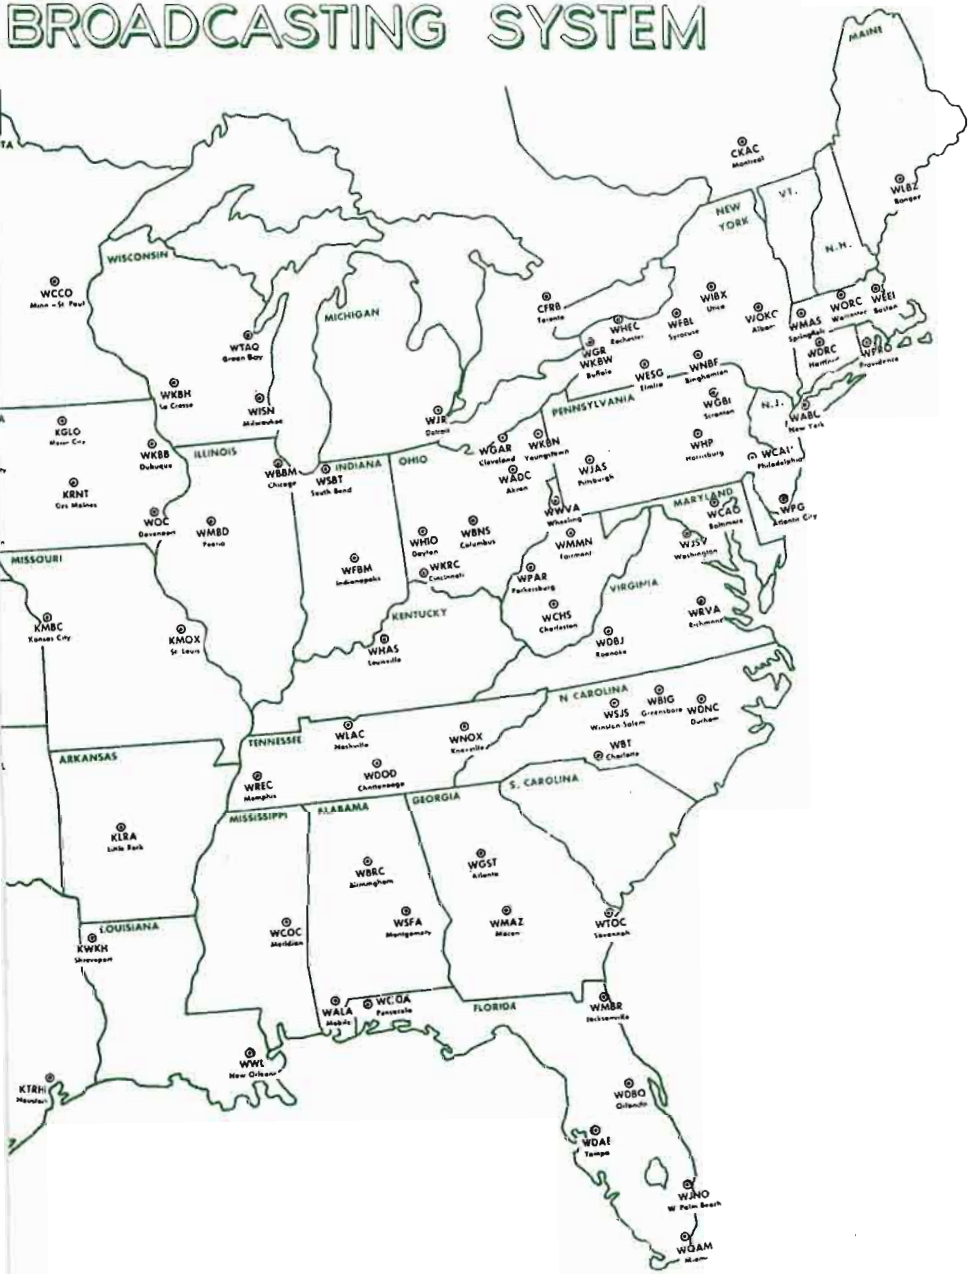 BROADCASTING SYSTEM
MAINE
TA
CKAC
Montreal
VT.
WLBZ
Bangor
NEW
YORK
N.H.
WISCONSIN
WCCO
Minn - St. Paul
MICHIGAN
CFRB
Toronto
WIBX
Utica
WORC
Worcester
WEEI
Boston
WHEC
Rochester
WFBL
Syracuse
WOKO
Albany
WMAS
Springfield
WTAQ
Green Bay
WGR
WKBW
Buffalo
WDRC
Hartford
WPRO
Providence
WESG
Elmira
WNBF
Binghamton
WKBH
La Crosse
WISN
Milwaukee
PENNSYLVANIA
WGBI
Scranton
N.J.
WABC
New York
KGLO
Mason City
WJR
Detroit
WKBB
Dubuque
ILLINOIS
WGAR
Cleveland
WKBN
Youngstown
WHP
Harrisburg
WCAU
Philadelphia
WBBM
Chicago
WSBT
South Bend
INDIANA
OHIO
WADC
Akron
WJAS
Pittsburgh
KRNT
Des Moines
MARYLAND
WOC
Davenport
WMBD
Peoria
WWVA
Wheeling
WCAO
Baltimore
WPG
Atlantic City
WHIO
Dayton
WBNS
Columbus
WMMN
Fairmont
WJSV
Washington
MISSOURI
WFBM
Indianapolis
WKRC
Cincinnati
WPAR
Parkersburg
VIRGINIA
KMBC
Kansas City
KMOX
St. Louis
KENTUCKY
WCHS
Charleston
WRVA
Richmond
WHAS
Louisville
WDBJ
Roanoke
N CAROLINA
WSJS
Winston Salem
WBIG
Greensboro
WDNC
Durham
TENNESSEE
WLAC
Nashville
WNOX
Knoxville
WBT
Charlotte
ARKANSAS
WREC
Memphis
WDOD
Chattanooga
S. CAROLINA
MISSISSIPPI
ALABAMA
GEORGIA
KLRA
Little Rock
WBRC
Birmingham
WGST
Atlanta
LOUISIANA
KWKH
Shreveport
WCOC
Meridian
WSFA
Montgomery
WMAZ
Macon
WTOC
Savannah
WALA
Mobile
WCOA
Pensacola
FLORIDA
WMBR
Jacksonville
WWL
New Orleans
KTRH
Houston
WDBO
Orlando
WDAE
Tampa
WJNO
W Palm Beach
WQAM
Miami